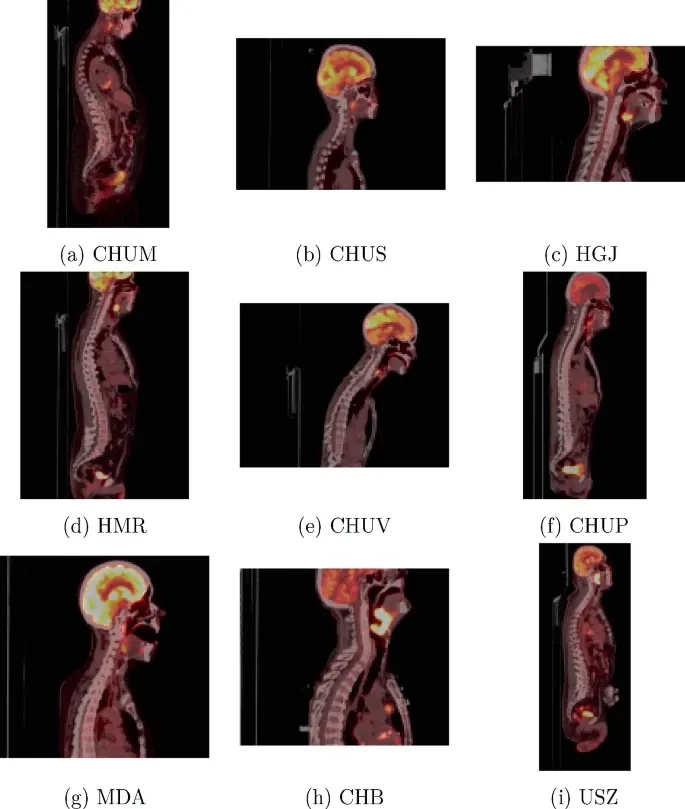 (a) CHUM
(b) CHUS
(c) HGJ
(d) HMR
(e) CHUV
(f) CHUP
(g) MDA
(h) CHB
(i) USZ